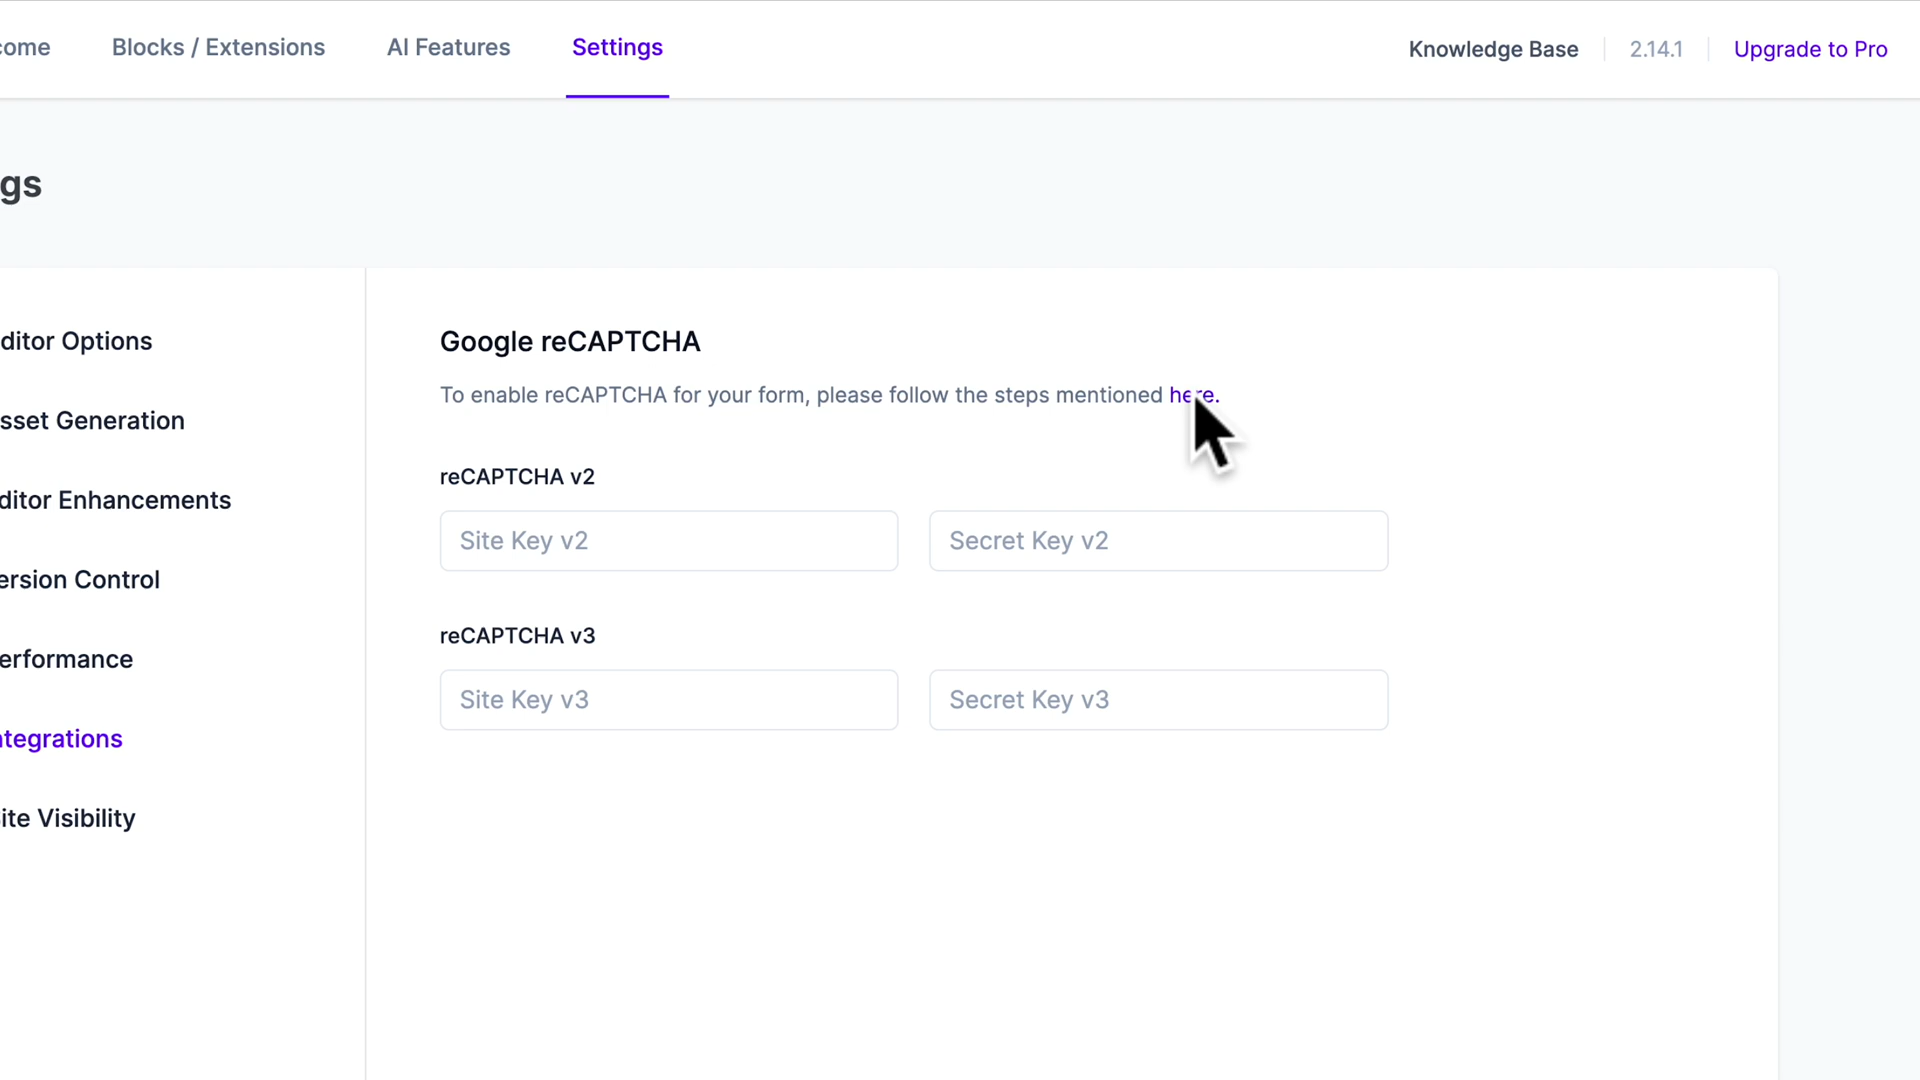 come
Blocks / Extensions
AI Features
Settings
Knowledge Base
2.14.1
Upgrade to Pro
gs
ditor Options
sset Generation
ditor Enhancements
ersion Control
erformance
ntegrations
ite Visibility
Google reCAPTCHA
To enable reCAPTCHA for your form, please follow the steps mentioned here.
reCAPTCHA v2
Site Key v2
Secret Key v2
reCAPTCHA v3
Site Key v3
Secret Key v3